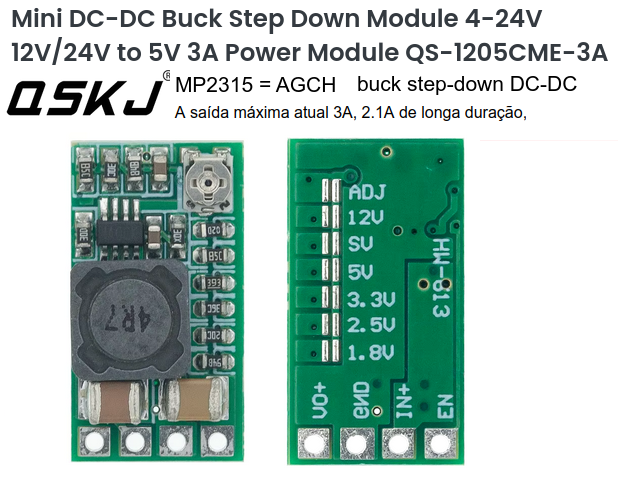 Mini DC-DC Buck Step Down Module 4-24V
12V/24V to 5V 3A Power Module QS-1205CME-3A
QSKJ® MP2315 = AGCH buck step-down DC-DC
A saída máxima atual 3A, 2.1A de longa duração,
4R7
ADJ
12V
SV
5V
3.3V
2.5V
1.8V
HW-813
VO+
GND
IN+
EN